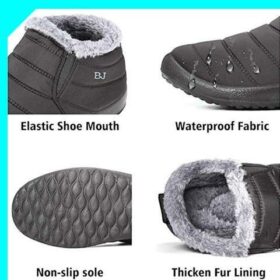 BJ
Elastic Shoe Mouth
Waterproof Fabric
Non-slip sole
Thicken Fur Lining